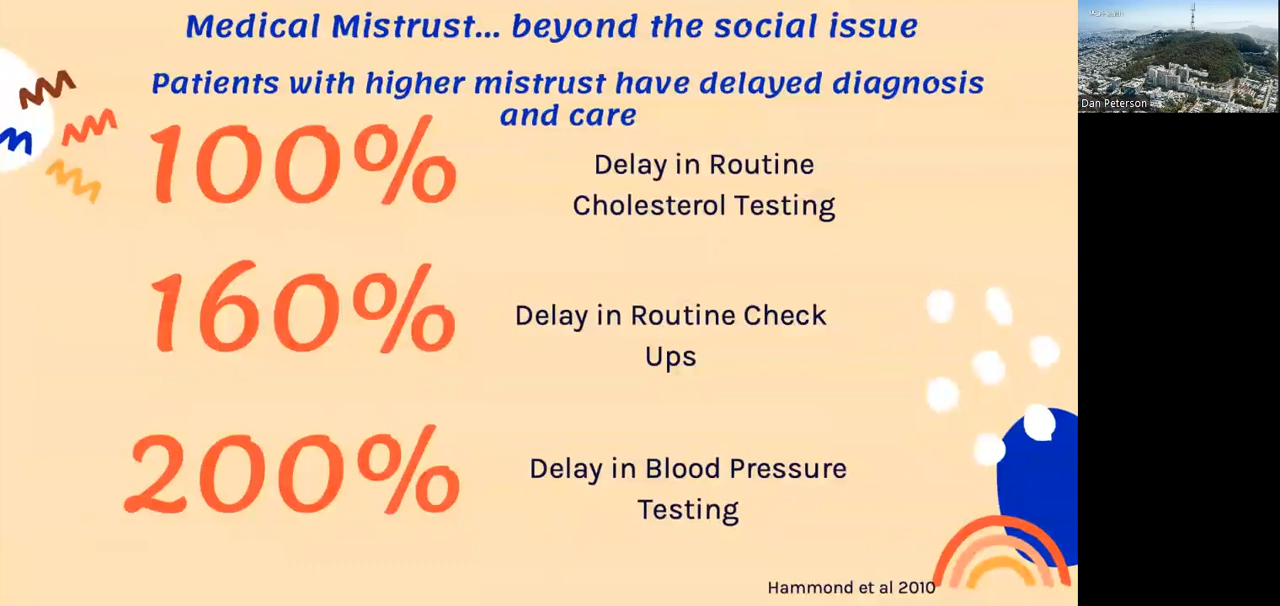 Medical Mistrust... beyond the social issue
Patients with higher mistrust have delayed diagnosis
and care
100%
Delay in Routine
Cholesterol Testing
160%
Delay in Routine Check
Ups
200%
Delay in Blood Pressure
Testing
Hammond et al 2010
Dan Peterson